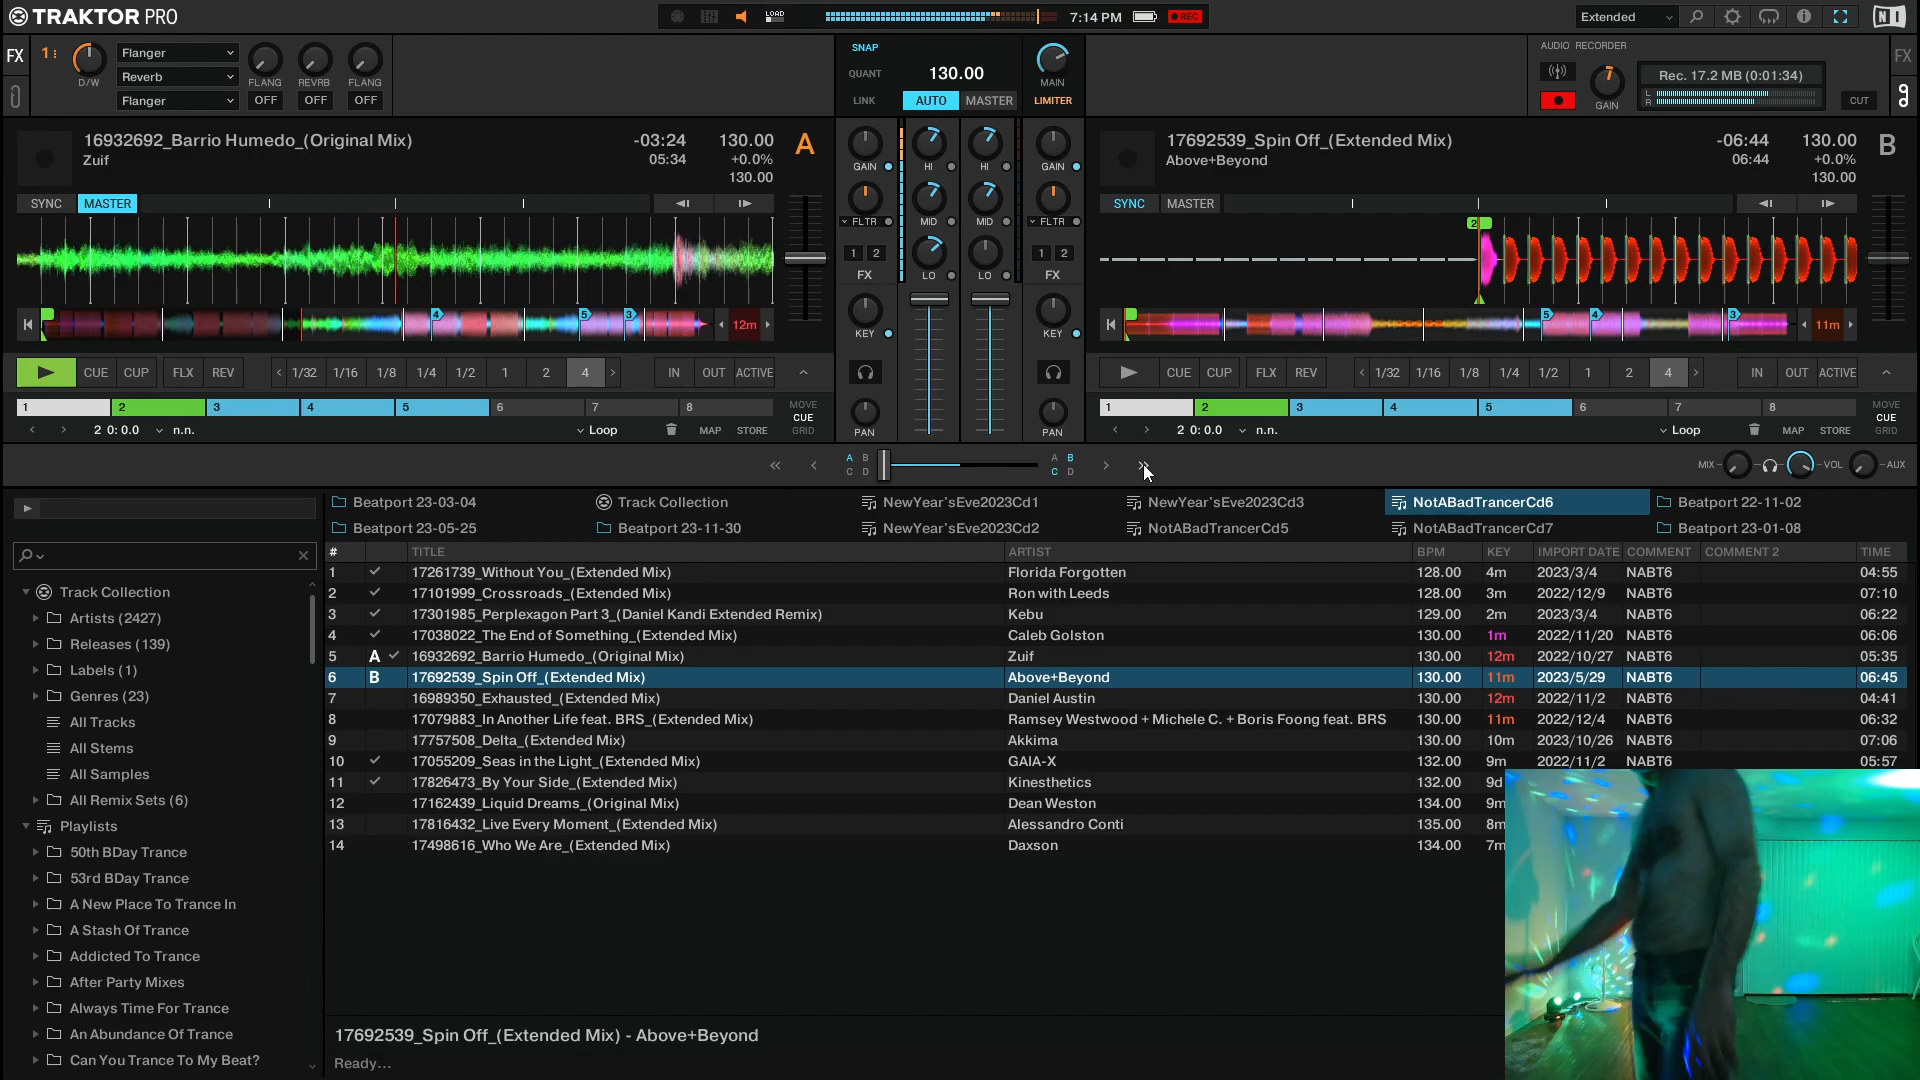 TRAKTOR PRO
LOAD
7:14 PM
REC
Extended
FX
1
D/W
Flanger
Reverb
Flanger
FLANG
REVRB
FLANG
OFF
OFF
OFF
SNAP
QUANT
LINK
130.00
AUTO
MASTER
MAIN
LIMITER
AUDIO RECORDER
GAIN
Rec. 17.2 MB (0:01:34)
L
R
CUT
FX
16932692_Barrio Humedo_(Original Mix)
Zuif
-03:24
05:34
130.00
+0.0%
130.00
A
SYNC
MASTER
4
5
3
12m
CUE
CUP
FLX
REV
1/32
1/16
1/8
1/4
1/2
1
2
4
IN
OUT
ACTIVE
1
2
3
4
5
6
7
8
MOVE
CUE
GRID
2 0: 0.0
n.n.
Loop
MAP
STORE
GAIN
HI
HI
GAIN
FLTR
MID
MID
FLTR
1
2
1
2
FX
LO
LO
FX
KEY
KEY
PAN
PAN
17692539_Spin Off_(Extended Mix)
Above+Beyond
-06:44
06:44
130.00
+0.0%
130.00
B
SYNC
MASTER
2
5
4
3
11m
CUE
CUP
FLX
REV
1/32
1/16
1/8
1/4
1/2
1
2
4
IN
OUT
ACTIVE
1
2
3
4
5
6
7
8
MOVE
CUE
GRID
2 0: 0.0
n.n.
Loop
MAP
STORE
A B
C D
A B
C D
MIX
VOL
AUX
Beatport 23-03-04
Track Collection
NewYear'sEve2023Cd1
NewYear'sEve2023Cd3
NotABadTrancerCd6
Beatport 22-11-02
Beatport 23-05-25
Beatport 23-11-30
NewYear'sEve2023Cd2
NotABadTrancerCd5
NotABadTrancerCd7
Beatport 23-01-08
# TITLE ARTIST BPM KEY IMPORT DATE COMMENT COMMENT 2 TIME
1 17261739_Without You_(Extended Mix) Florida Forgotten 128.00 4m 2023/3/4 NABT6 04:55
2 17101999_Crossroads_(Extended Mix) Ron with Leeds 128.00 3m 2022/12/9 NABT6 07:10
3 17301985_Perplexagon Part 3_(Daniel Kandi Extended Remix) Kebu 129.00 2m 2023/3/4 NABT6 06:22
4 17038022_The End of Something_(Extended Mix) Caleb Golston 130.00 1m 2022/11/20 NABT6 06:06
5 A 16932692_Barrio Humedo_(Original Mix) Zuif 130.00 12m 2022/10/27 NABT6 05:35
6 B 17692539_Spin Off_(Extended Mix) Above+Beyond 130.00 11m 2023/5/29 NABT6 06:45
7 16989350_Exhausted_(Extended Mix) Daniel Austin 130.00 12m 2022/11/2 NABT6 04:41
8 17079883_In Another Life feat. BRS_(Extended Mix) Ramsey Westwood + Michele C. + Boris Foong feat. BRS 130.00 11m 2022/12/4 NABT6 06:32
9 17757508_Delta_(Extended Mix) Akkima 130.00 10m 2023/10/26 NABT6 07:06
10 17055209_Seas in the Light_(Extended Mix) GAIA-X 132.00 9m 2022/11/2 NABT6 05:57
11 17826473_By Your Side_(Extended Mix) Kinesthetics 132.00 9d
12 17162439_Liquid Dreams_(Original Mix) Dean Weston 134.00 9m
13 17816432_Live Every Moment_(Extended Mix) Alessandro Conti 135.00 8m
14 17498616_Who We Are_(Extended Mix) Daxson 134.00 7m
Track Collection
Artists (2427)
Releases (139)
Labels (1)
Genres (23)
All Tracks
All Stems
All Samples
All Remix Sets (6)
Playlists
50th BDay Trance
53rd BDay Trance
A New Place To Trance In
A Stash Of Trance
Addicted To Trance
After Party Mixes
Always Time For Trance
An Abundance Of Trance
Can You Trance To My Beat?
17692539_Spin Off_(Extended Mix) - Above+Beyond
Ready...